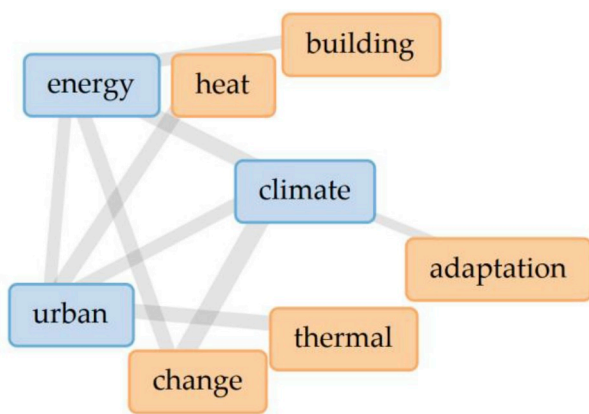 building
energy
heat
climate
adaptation
urban
thermal
change